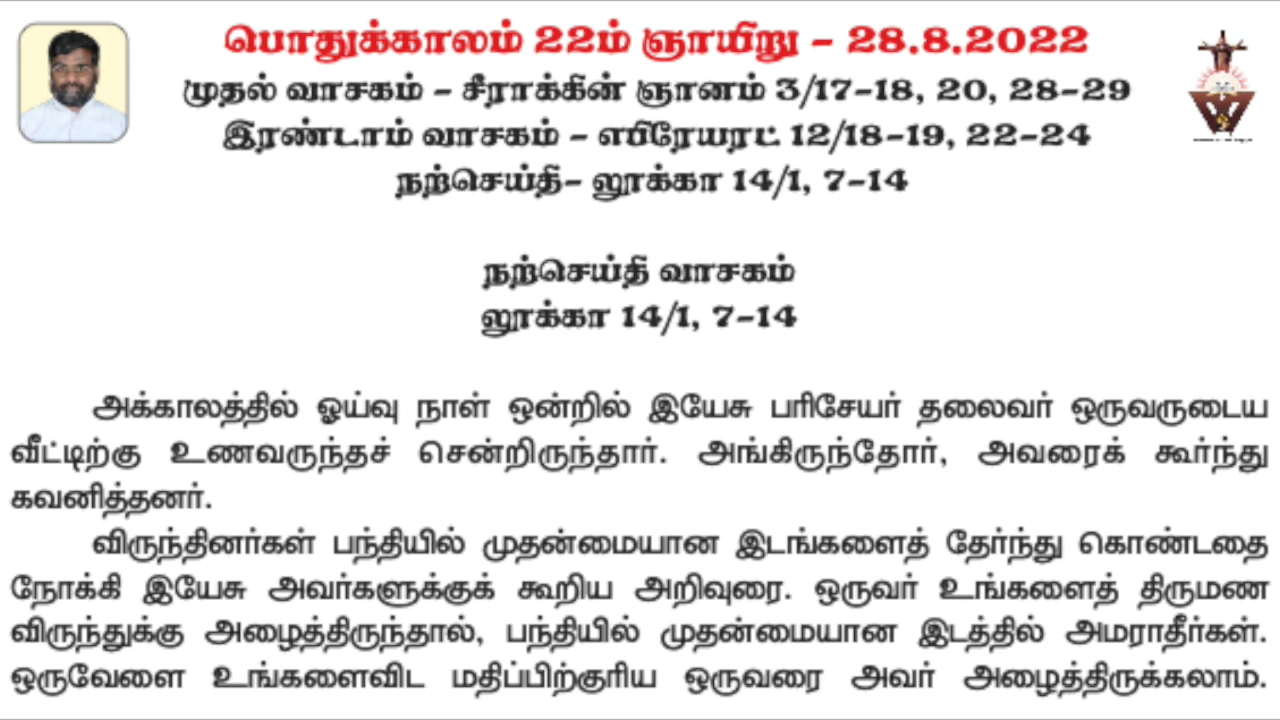 பொதுக்காலம் 22ம் ஞாயிறு - 28.8.2022
முதல் வாசகம் - சீராக்கின் ஞானம் 3/17-18, 20, 28-29
இரண்டாம் வாசகம் - எபிரேயரட் 12/18-19, 22-24
நற்செய்தி- லூக்கா 14/1, 7-14
நற்செய்தி வாசகம்
லூக்கா 14/1, 7-14
அக்காலத்தில் ஓய்வு நாள் ஒன்றில் இயேசு பரிசேயர் தலைவர் ஒருவருடைய
வீட்டிற்கு உணவருந்தச் சென்றிருந்தார். அங்கிருந்தோர், அவரைக் கூர்ந்து
கவனித்தனர்.
விருந்தினர்கள் பந்தியில் முதன்மையான இடங்களைத் தேர்ந்து கொண்டதை
நோக்கி இயேசு அவர்களுக்குக் கூறிய அறிவுரை. ஒருவர் உங்களைத் திருமண
விருந்துக்கு அழைத்திருந்தால், பந்தியில் முதன்மையான இடத்தில் அமராதீர்கள்.
ஒருவேளை உங்களைவிட மதிப்பிற்குரிய ஒருவரை அவர் அழைத்திருக்கலாம்.